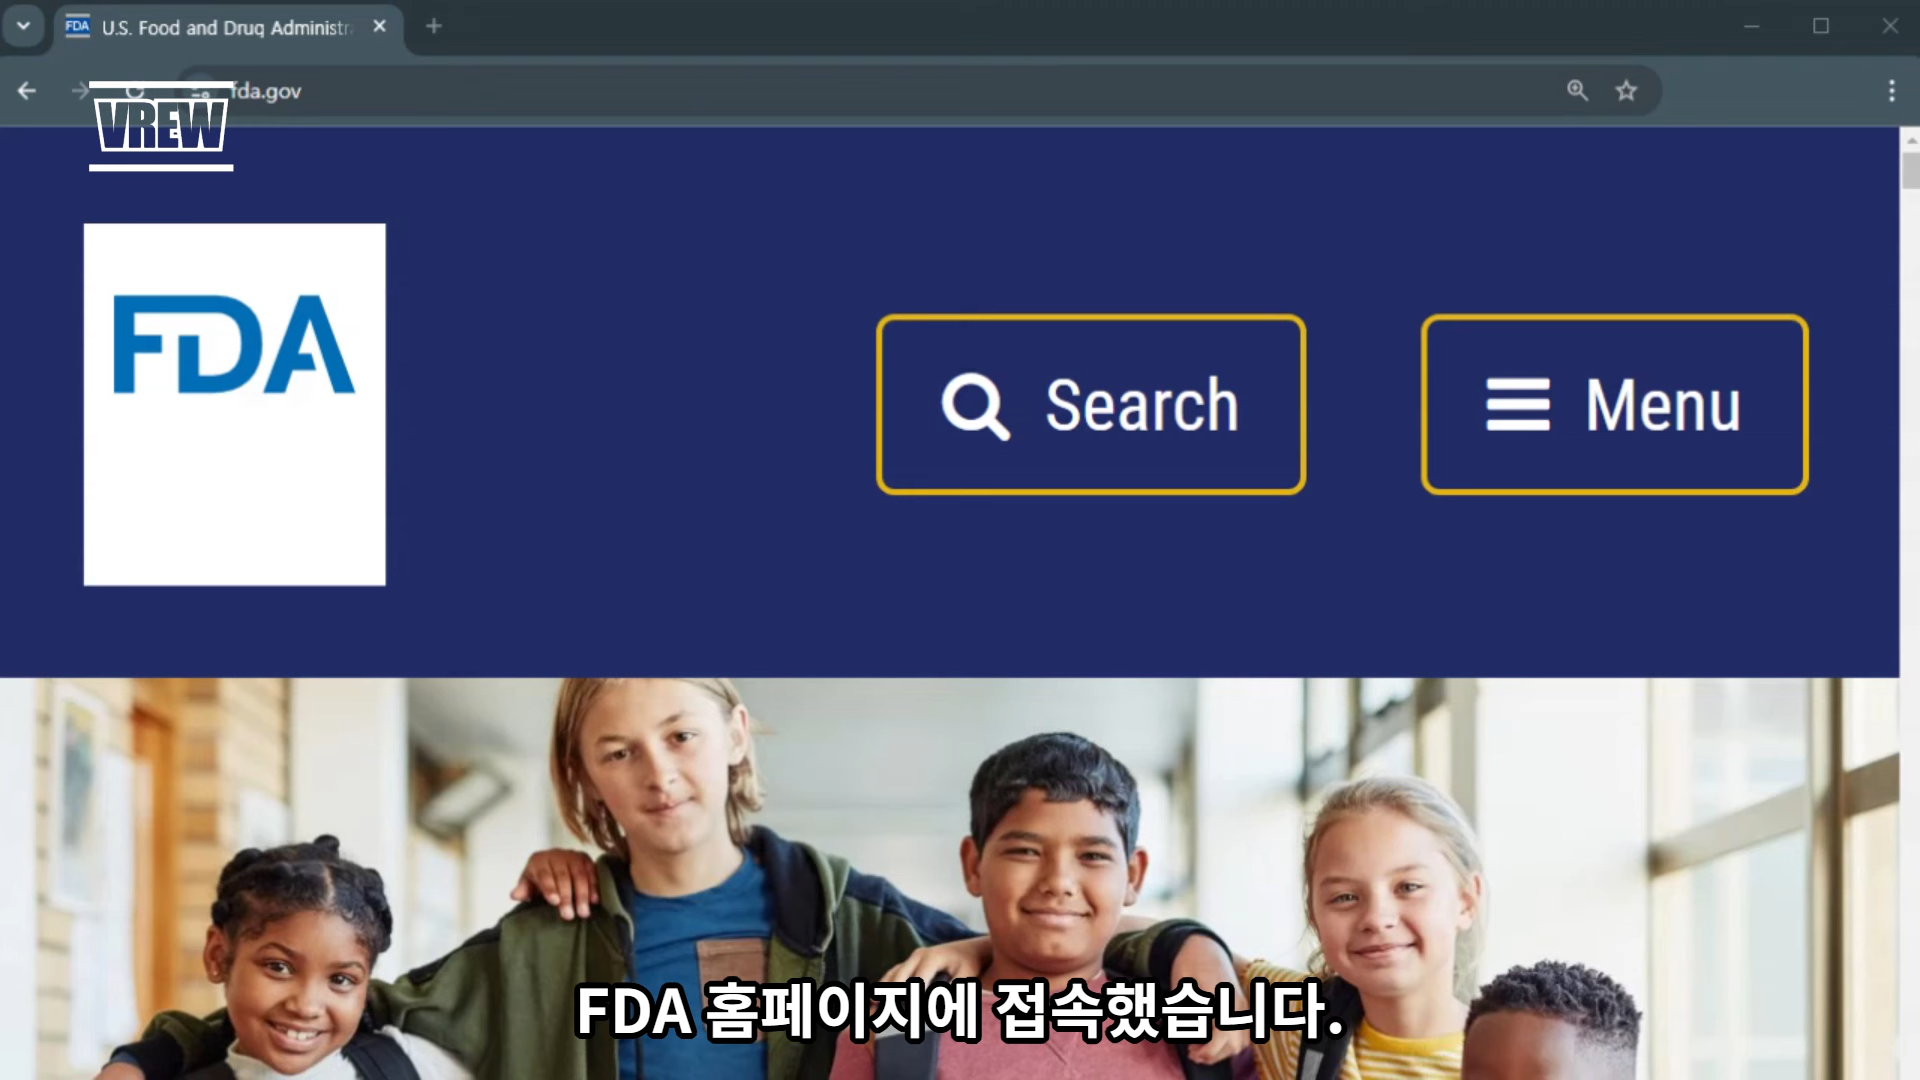 FDA U.S. Food and Drug Administr
fda.gov
VREW
FDA
Search
Menu
FDA 홈페이지에 접속했습니다.